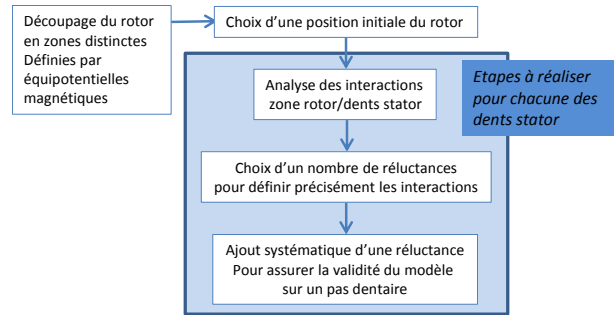 Découpage du rotor
en zones distinctes
Définies par
équipotentielles
magnétiques
Choix d'une position initiale du rotor
Analyse des interactions
zone rotor/dents stator
Etapes à réaliser
pour chacune des
dents stator
Choix d'un nombre de réluctances
pour définir précisément les interactions
Ajout systématique d'une réluctance
Pour assurer la validité du modèle
sur un pas dentaire